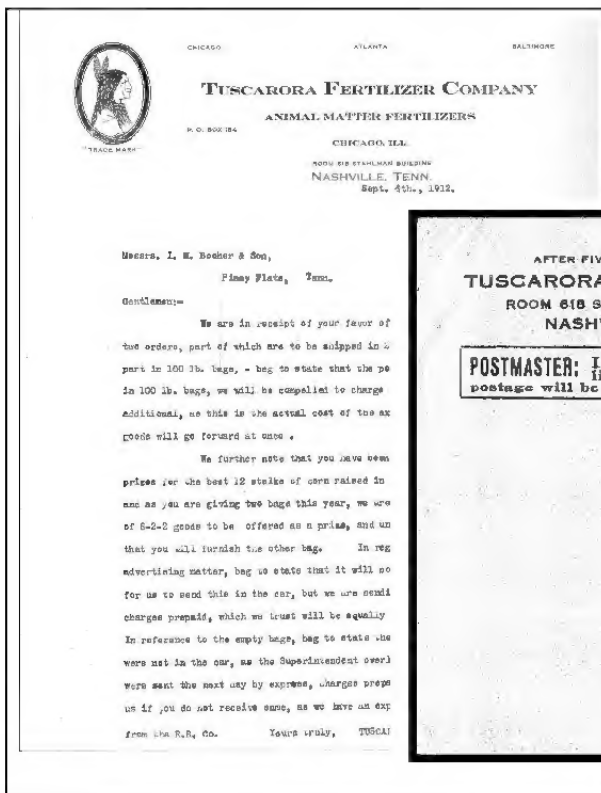 CHICAGO ATLANTA BALTIMORE
TUSCARORA FERTILIZER COMPANY
ANIMAL MATTER FERTILIZERS
P. O. BOX 184
CHICAGO, ILL.
"TRADE MARK"
ROOM 618 STAHLMAN BUILDING
NASHVILLE, TENN.
Sept. 4th., 1912.
Messrs. I. M. Booher & Son,
Piney Flats, Tenn.
Gentlemen:-
We are in receipt of your favor of
two orders, part of which are to be shipped in
part in 100 lb. bags, - beg to state that the
in 100 lb. bags, we will be compelled to charge
additional, as this is the actual cost of the
goods will go forward at once .
We further note that you have been
prizes for the best 12 stalks of corn raised in
and as you are giving two bags this year, we are
of 8-2-2 goods to be offered as a prize, and un
that you will furnish the other bag. In reg
advertising matter, beg to state that it will
for us to send this in the car, but we are sendi
charges prepaid, which we trust will be equally
In reference to the empty bags, beg to state
were not in the car, as the Superintendent overl
were sent the next day by express, charges prepa
us if you do not receive same, as we have an exp
from the R.R. Co. Yours truly, TUSCA
AFTER FIV
TUSCARORA
ROOM 618 S
NASH
POSTMASTER:
postage will be